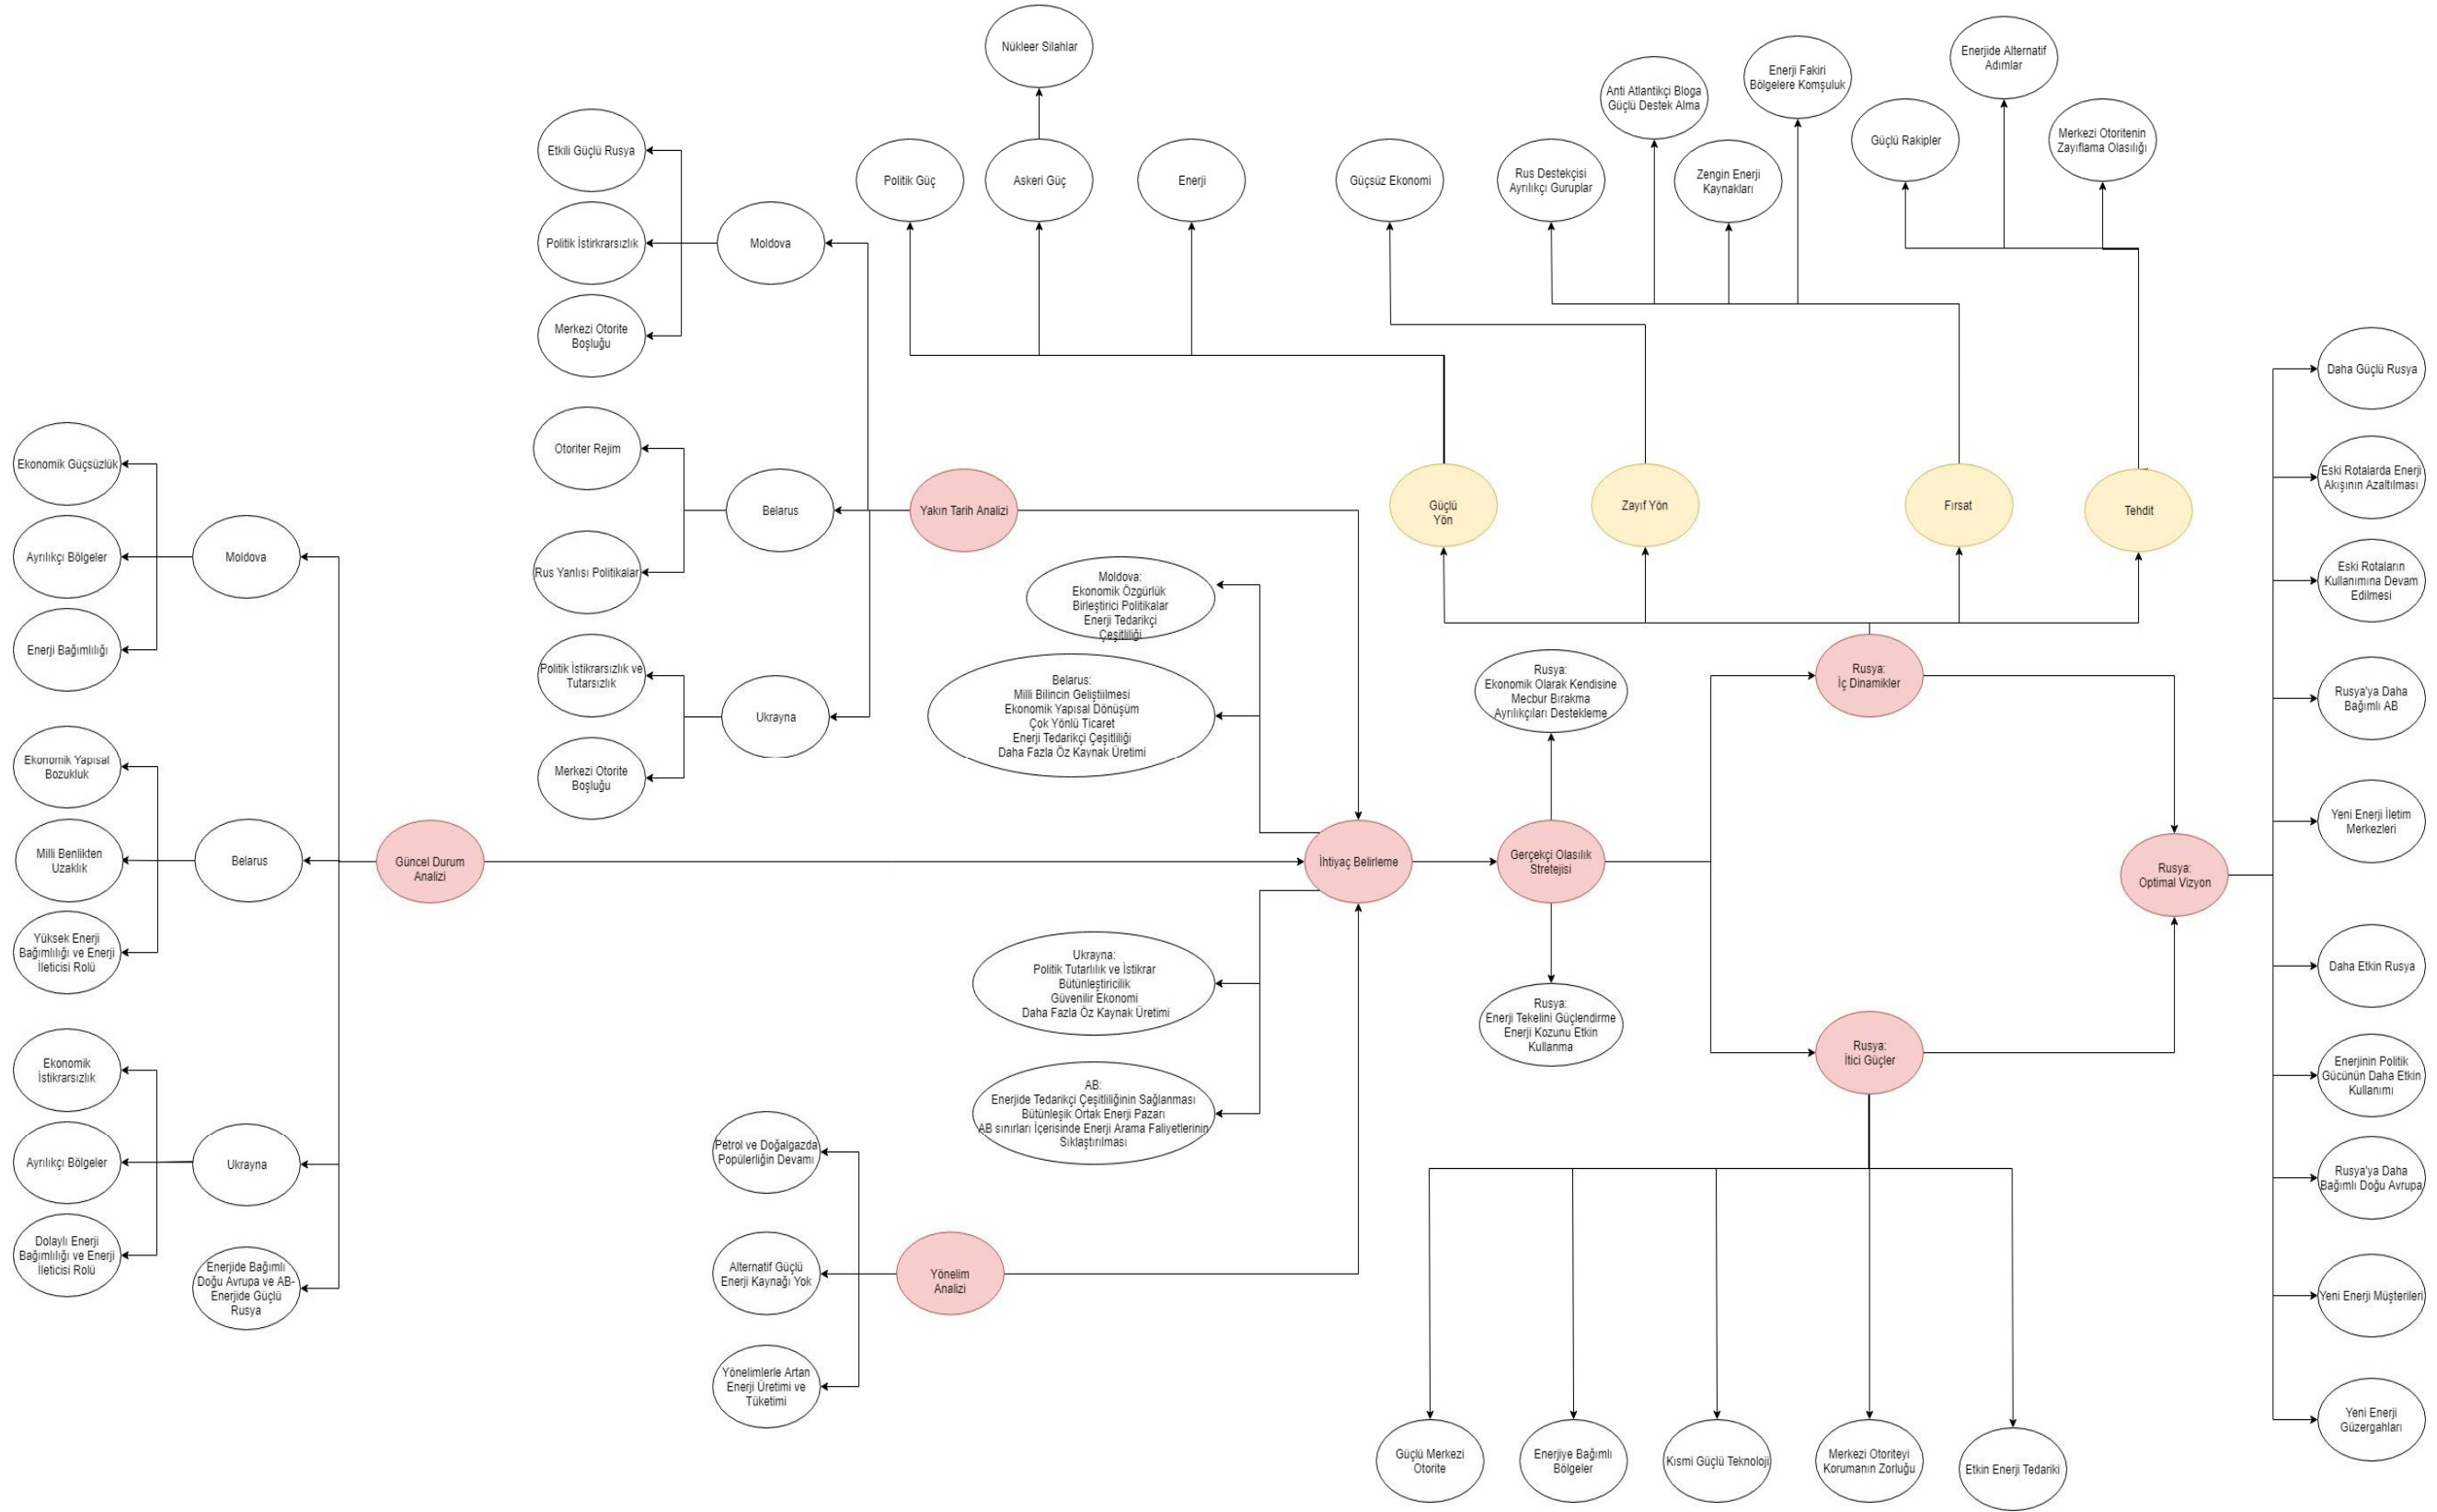 Nükleer Silahlar
Enerjide Alternatif
Adımlar
Enerji Fakiri
Bölgelere Komşuluk
Anti Atlantikçi Bloga
Güçlü Destek Alma
Güçlü Rakipler
Merkezi Otoritenin
Zayıflama Olasılığı
Etkili Güçlü Rusya
Politik Güç
Askeri Güç
Enerji
Güçsüz Ekonomi
Rus Destekçisi
Ayrılıkçı Guruplar
Zengin Enerji
Kaynakları
Politik İstirkrarsızlık
Moldova
Merkezi Otorite
Boşluğu
Daha Güçlü Rusya
Otoriter Rejim
Ekonomik Güçsüzlük
Eski Rotalarda Enerji
Akışının Azaltılması
Belarus
Yakın Tarih Analizi
Güçlü
Yön
Zayıf Yön
Fırsat
Tehdit
Ayrılıkçı Bölgeler
Moldova
Rus Yanlısı Politikalar
Moldova:
Ekonomik Özgürlük
Birleştirici Politikalar
Enerji Tedarikçi
Çeşitliliği
Eski Rotaların
Kullanımına Devam
Edilmesi
Enerji Bağımlılığı
Politik İstikrarsızlık ve
Tutarsızlık
Ukrayna
Merkezi Otorite
Boşluğu
Belarus:
Milli Bilincin Geliştiilmesi
Ekonomik Yapısal Dönüşüm
Çok Yönlü Ticaret
Enerji Tedarikçi Çeşitliliği
Daha Fazla Öz Kaynak Üretimi
Rusya:
Ekonomik Olarak Kendisine
Mecbur Bırakma
Ayrılıkçıları Destekleme
Rusya:
İç Dinamikler
Rusya'ya Daha
Bağımlı AB
Ekonomik Yapısal
Bozukluk
Yeni Enerji İletim
Merkezleri
Milli Benlikten
Uzaklık
Belarus
Güncel Durum
Analizi
İhtiyaç Belirleme
Gerçekçi Olasılık
Stretejisi
Rusya:
Optimal Vizyon
Yüksek Enerji
Bağımlılığı ve Enerji
İleticisi Rolü
Ukrayna:
Politik Tutarlılık ve İstikrar
Bütünleştiricilik
Güvenilir Ekonomi
Daha Fazla Öz Kaynak Üretimi
Rusya:
Enerji Tekelini Güçlendirme
Enerji Kozunu Etkin
Kullanma
Rusya:
İtici Güçler
Daha Etkin Rusya
Ekonomik
İstikrarsızlık
Enerjinin Politik
Gücünün Daha Etkin
Kullanımı
AB:
Enerjide Tedarikçi Çeşitliliğinin Sağlanması
Bütünleşik Ortak Enerji Pazarı
AB sınırları İçerisinde Enerji Arama Faliyetlerinin
Sıklaştırılması
Ayrılıkçı Bölgeler
Ukrayna
Petrol ve Doğalgazda
Popülerliğin Devamı
Rusya'ya Daha
Bağımlı Doğu Avrupa
Dolaylı Enerji
Bağımlılığı ve Enerji
İleticisi Rolü
Enerjide Bağımlı
Doğu Avrupa ve AB-
Enerjide Güçlü
Rusya
Alternatif Güçlü
Enerji Kaynağı Yok
Yönelim
Analizi
Yeni Enerji Müşterileri
Yönelimlerle Artan
Enerji Üretimi ve
Tüketimi
Yeni Enerji
Güzergahları
Güçlü Merkezi
Otorite
Enerjiye Bağımlı
Bölgeler
Kısmi Güçlü Teknoloji
Merkezi Otoriteyi
Korumanın Zorluğu
Etkin Enerji Tedariki